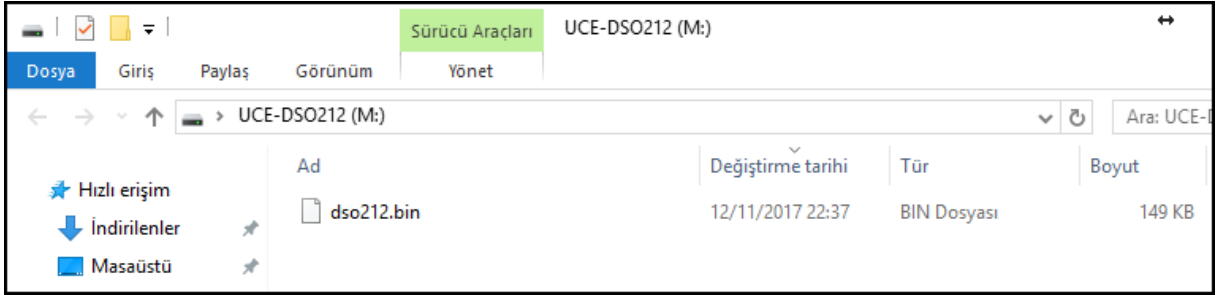 Sürücü Araçları UCE-DSO212 (M:)
Dosya Giriş Paylaş Görünüm Yönet
UCE-DSO212 (M:) Ara: UCE-
Ad Değiştirme tarihi Tür Boyut
Hızlı erişim
dso212.bin 12/11/2017 22:37 BIN Dosyası 149 KB
İndirilenler
Masaüstü